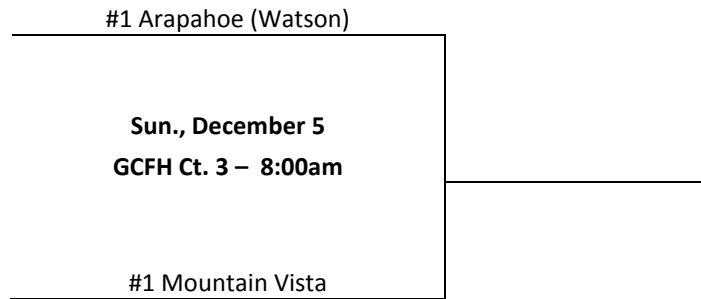 #1 Arapahoe (Watson)
Sun., December 5
GCFH Ct. 3 – 8:00am
#1 Mountain Vista